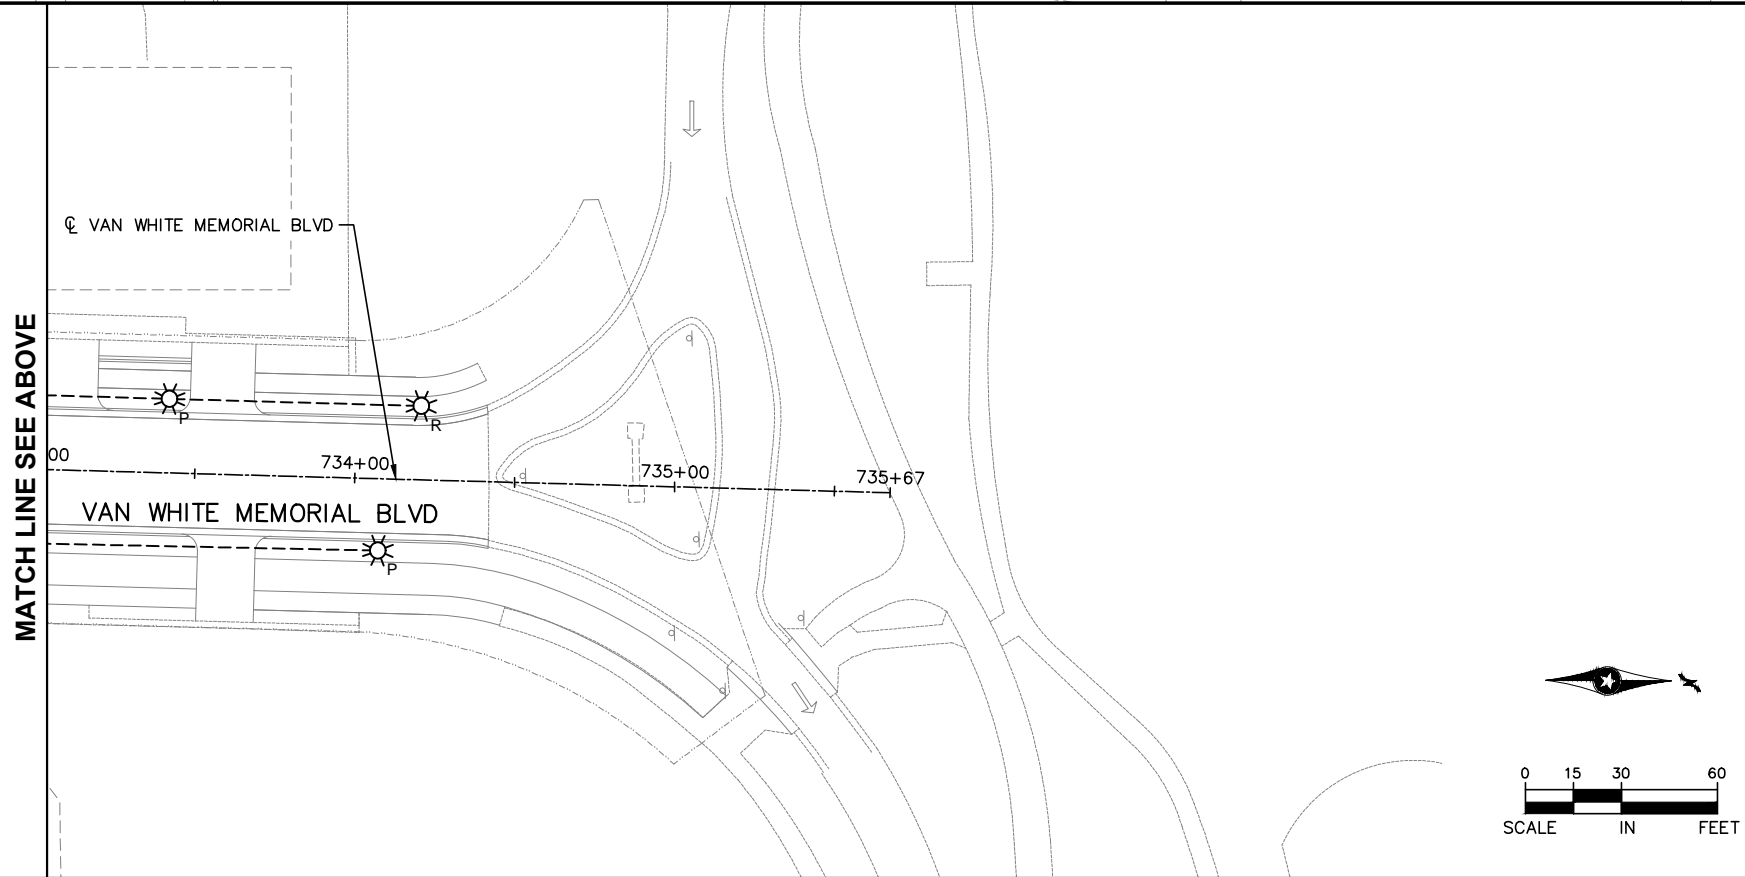 MATCH LINE SEE ABOVE
℄ VAN WHITE MEMORIAL BLVD
P
R
00
734+00
735+00
735+67
VAN WHITE MEMORIAL BLVD
P
0 15 30 60
SCALE IN FEET